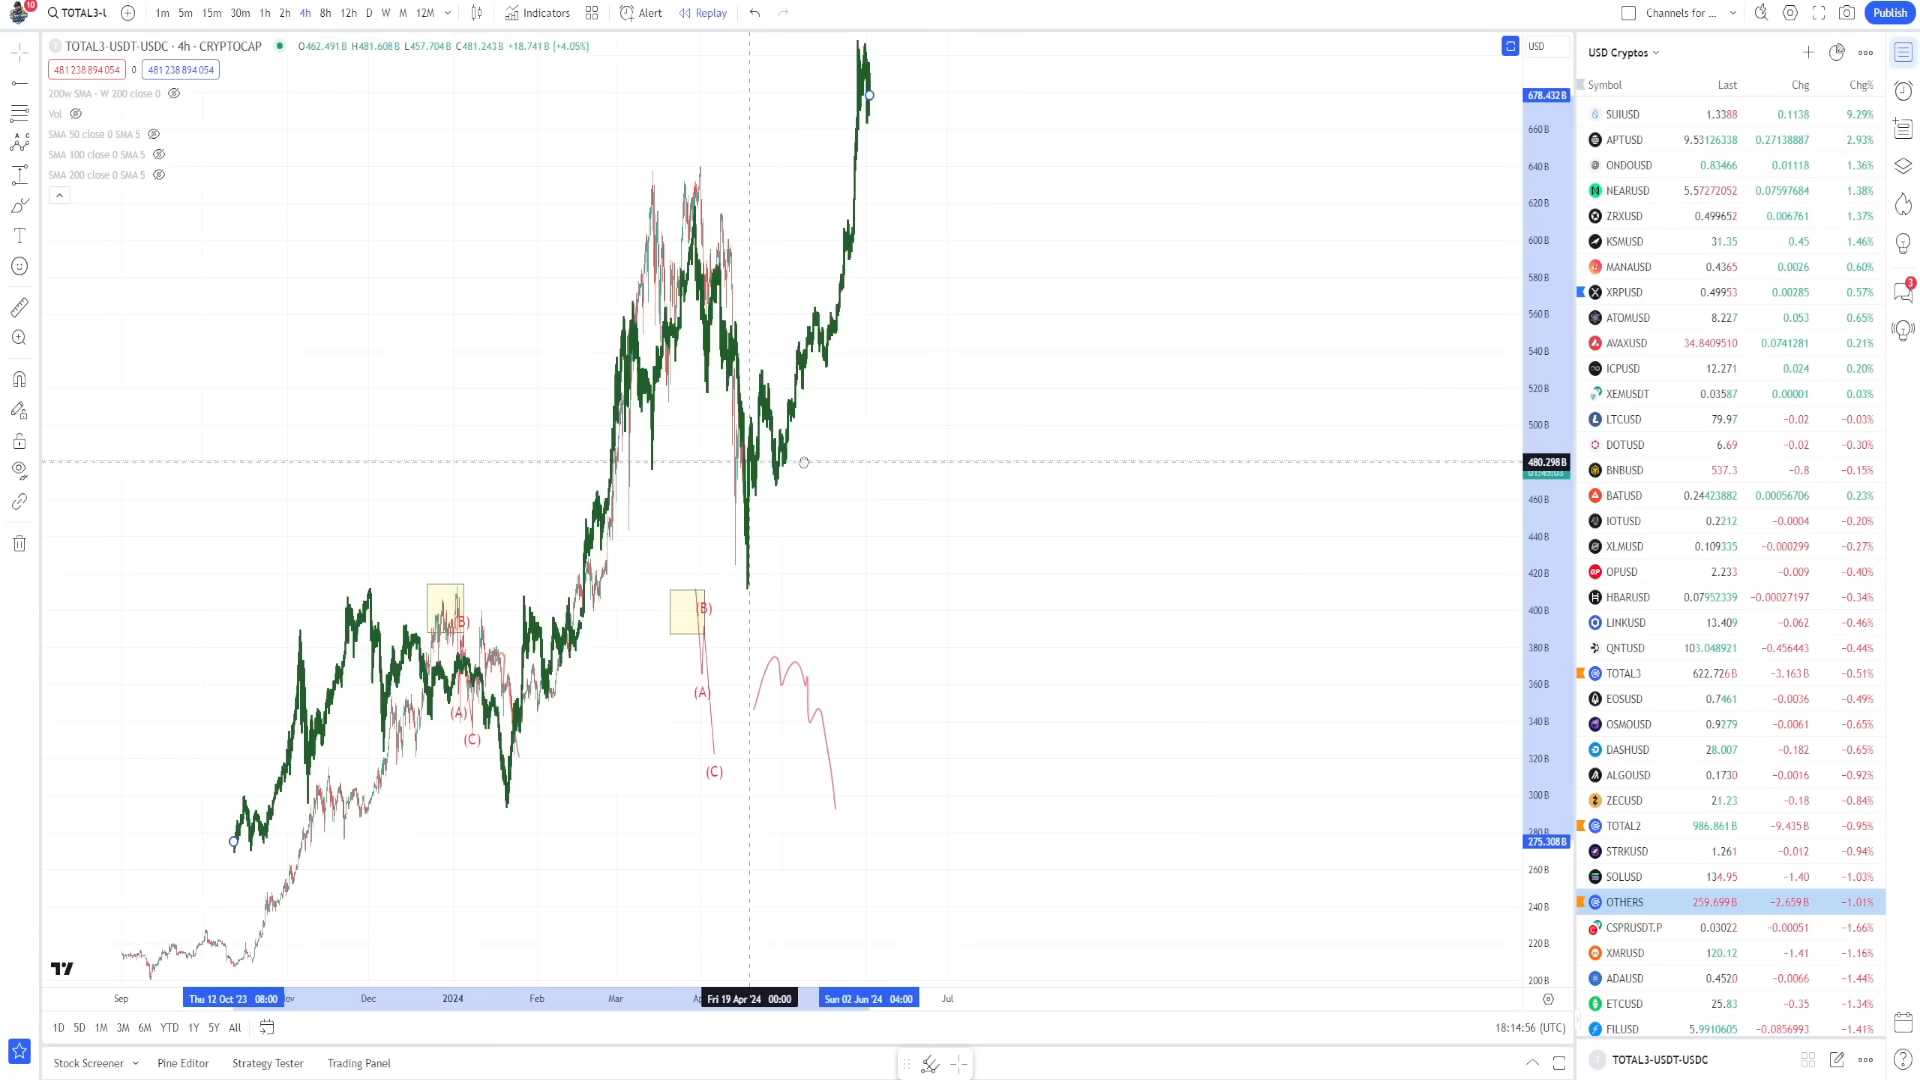 10 TOTAL3-U 1m 5m 15m 30m 1h 2h 4h 8h 12h D W M 12M Indicators Alert Replay Channels for ... Publish
TOTAL3-USDT-USDC · 4h · CRYPTOCAP O462.491B H481.608B L457.704B C481.243B +18.741B (+4.05%)
481 238 894 054 0 481 238 894 054
200w SMA · W 200 close 0
Vol
SMA 50 close 0 SMA 5
SMA 100 close 0 SMA 5
SMA 200 close 0 SMA 5
USD
678.432B
660 B
640 B
620 B
600 B
580 B
560 B
540 B
520 B
500 B
480.298B
01:45:03
460 B
440 B
420 B
400 B
380 B
360 B
340 B
320 B
300 B
280 B
275.308B
260 B
240 B
220 B
200 B
(B)
(A)
(C)
(B)
(A)
(C)
Sep Thu 12 Oct '23 08:00 Dec 2024 Feb Mar Fri 19 Apr '24 00:00 Sun 02 Jun '24 04:00 Jul
1D 5D 1M 3M 6M YTD 1Y 5Y All 18:14:56 (UTC)
Stock Screener Pine Editor Strategy Tester Trading Panel
USD Cryptos
Symbol Last Chg Chg%
SUIUSD 1.3388 0.1138 9.29%
APTUSD 9.53126338 0.27138887 2.93%
ONDOUSD 0.83466 0.01118 1.36%
NEARUSD 5.57272052 0.07597684 1.38%
ZRXUSD 0.499652 0.006761 1.37%
KSMUSD 31.35 0.45 1.46%
MANAUSD 0.4365 0.0026 0.60%
XRPUSD 0.49953 0.00285 0.57%
ATOMUSD 8.227 0.053 0.65%
AVAXUSD 34.8409510 0.0741281 0.21%
ICPUSD 12.271 0.024 0.20%
XEMUSDT 0.03587 0.00001 0.03%
LTCUSD 79.97 −0.02 −0.03%
DOTUSD 6.69 −0.02 −0.30%
BNBUSD 537.3 −0.8 −0.15%
BATUSD 0.24423882 0.00056706 0.23%
IOTUSD 0.2212 −0.0004 −0.20%
XLMUSD 0.109335 −0.000299 −0.27%
OPUSD 2.233 −0.009 −0.40%
HBARUSD 0.07952339 −0.00027197 −0.34%
LINKUSD 13.409 −0.062 −0.46%
QNTUSD 103.048921 −0.456443 −0.44%
TOTAL3 622.726B −3.163B −0.51%
EOSUSD 0.7461 −0.0036 −0.49%
OSMOUSD 0.9279 −0.0061 −0.65%
DASHUSD 28.007 −0.182 −0.65%
ALGOUSD 0.1730 −0.0016 −0.92%
ZECUSD 21.23 −0.18 −0.84%
TOTAL2 986.861B −9.435B −0.95%
STRKUSD 1.261 −0.012 −0.94%
SOLUSD 134.95 −1.40 −1.03%
OTHERS 259.699B −2.659B −1.01%
CSPRUSDT.P 0.03022 −0.00051 −1.66%
XMRUSD 120.12 −1.41 −1.16%
ADAUSD 0.4520 −0.0066 −1.44%
ETCUSD 25.83 −0.35 −1.34%
FILUSD 5.9910605 −0.0856993 −1.41%
TOTAL3-USDT-USDC
3